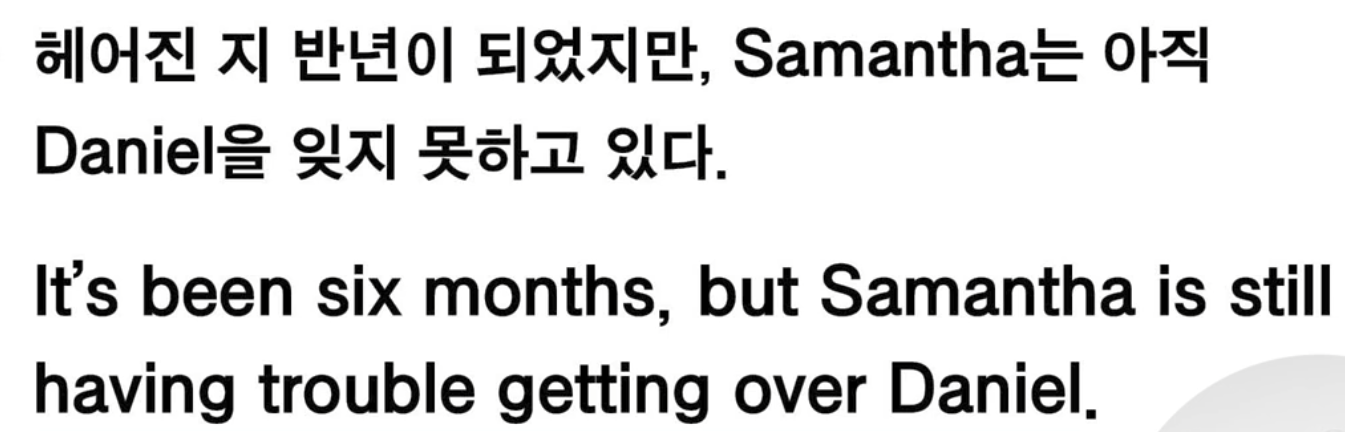 헤어진 지 반년이 되었지만, Samantha는 아직
Daniel을 잊지 못하고 있다.
It’s been six months, but Samantha is still
having trouble getting over Daniel.